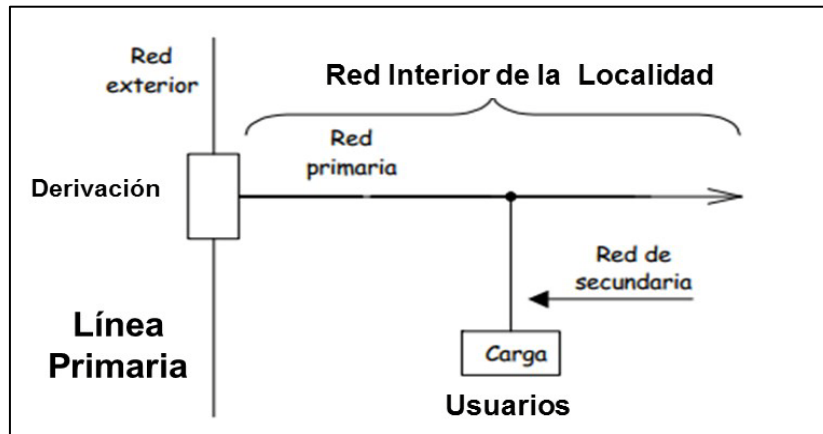 Red
exterior
Red Interior de la Localidad
Red
primaria
Derivación
Red de
secundaria
Línea
Primaria
Carga
Usuarios